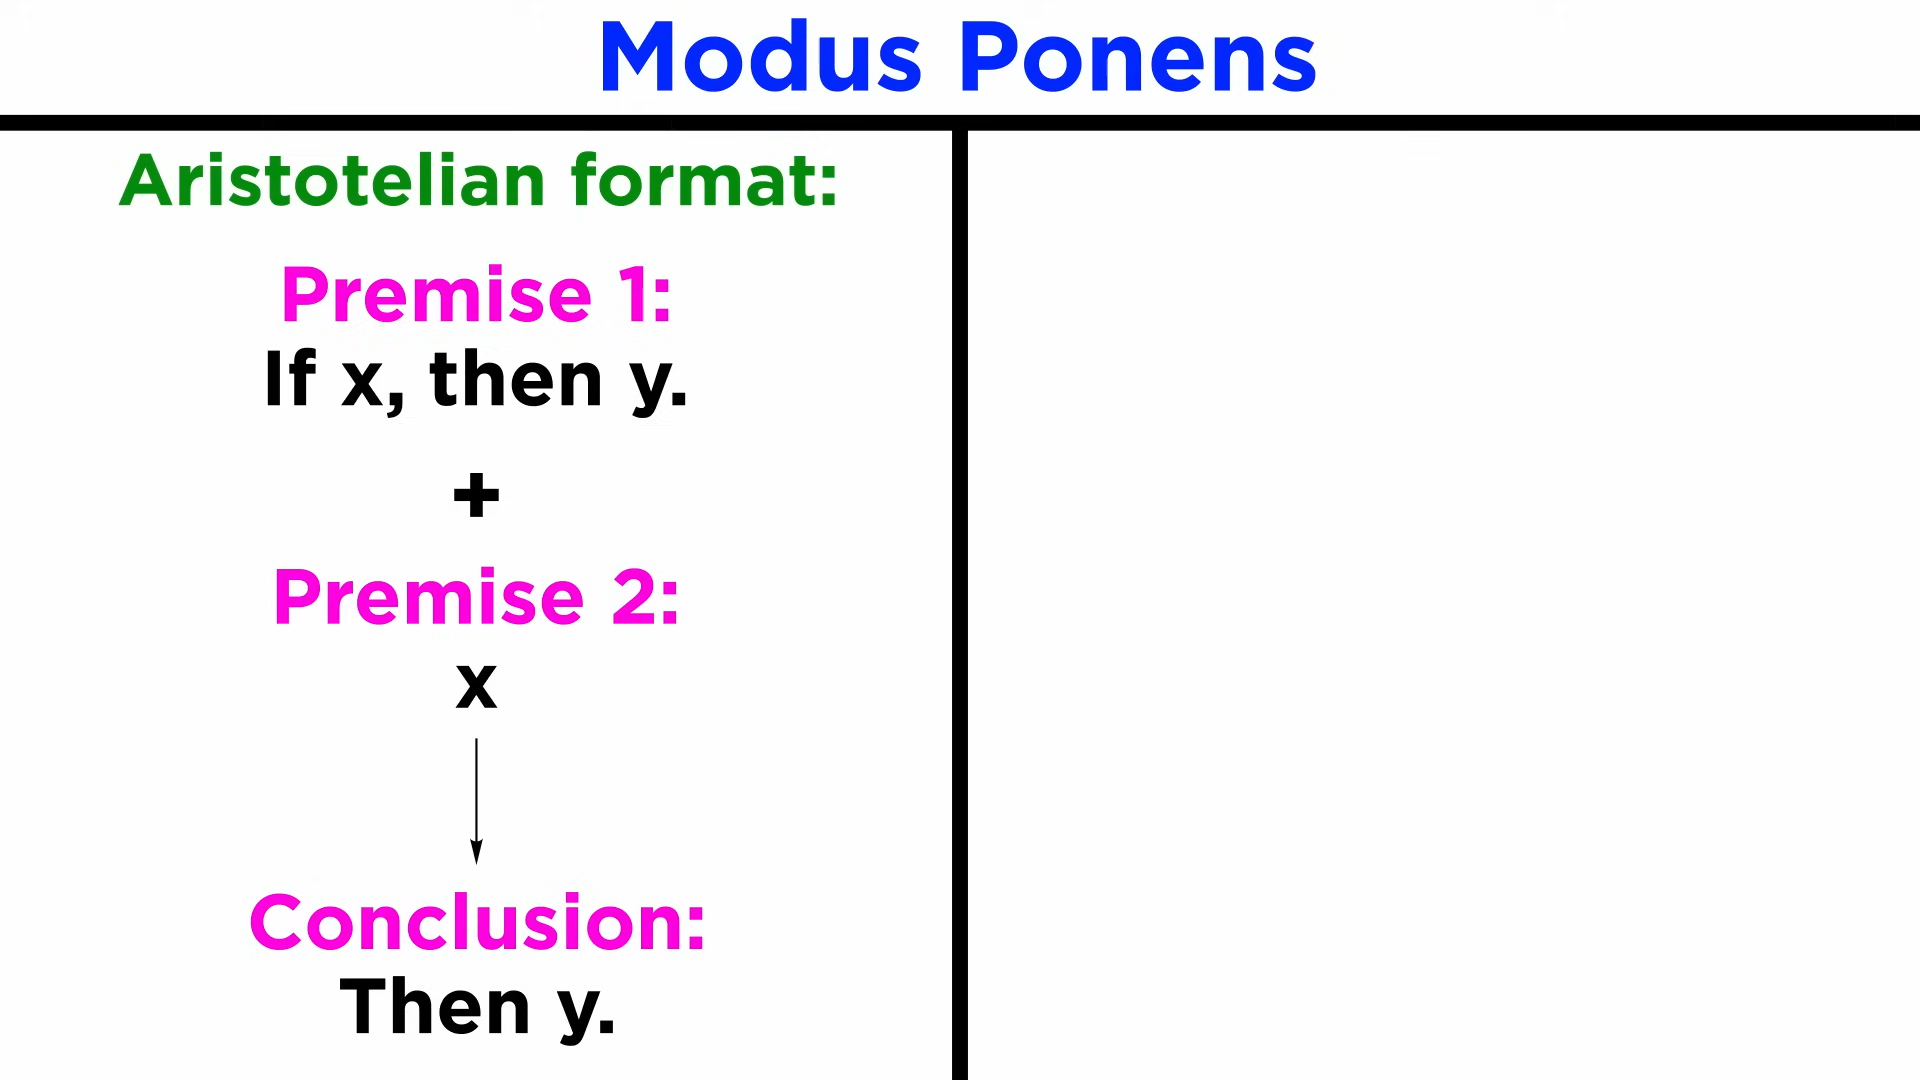 Modus Ponens
Aristotelian format:
Premise 1:
If x, then y.
+
Premise 2:
x
Conclusion:
Then y.